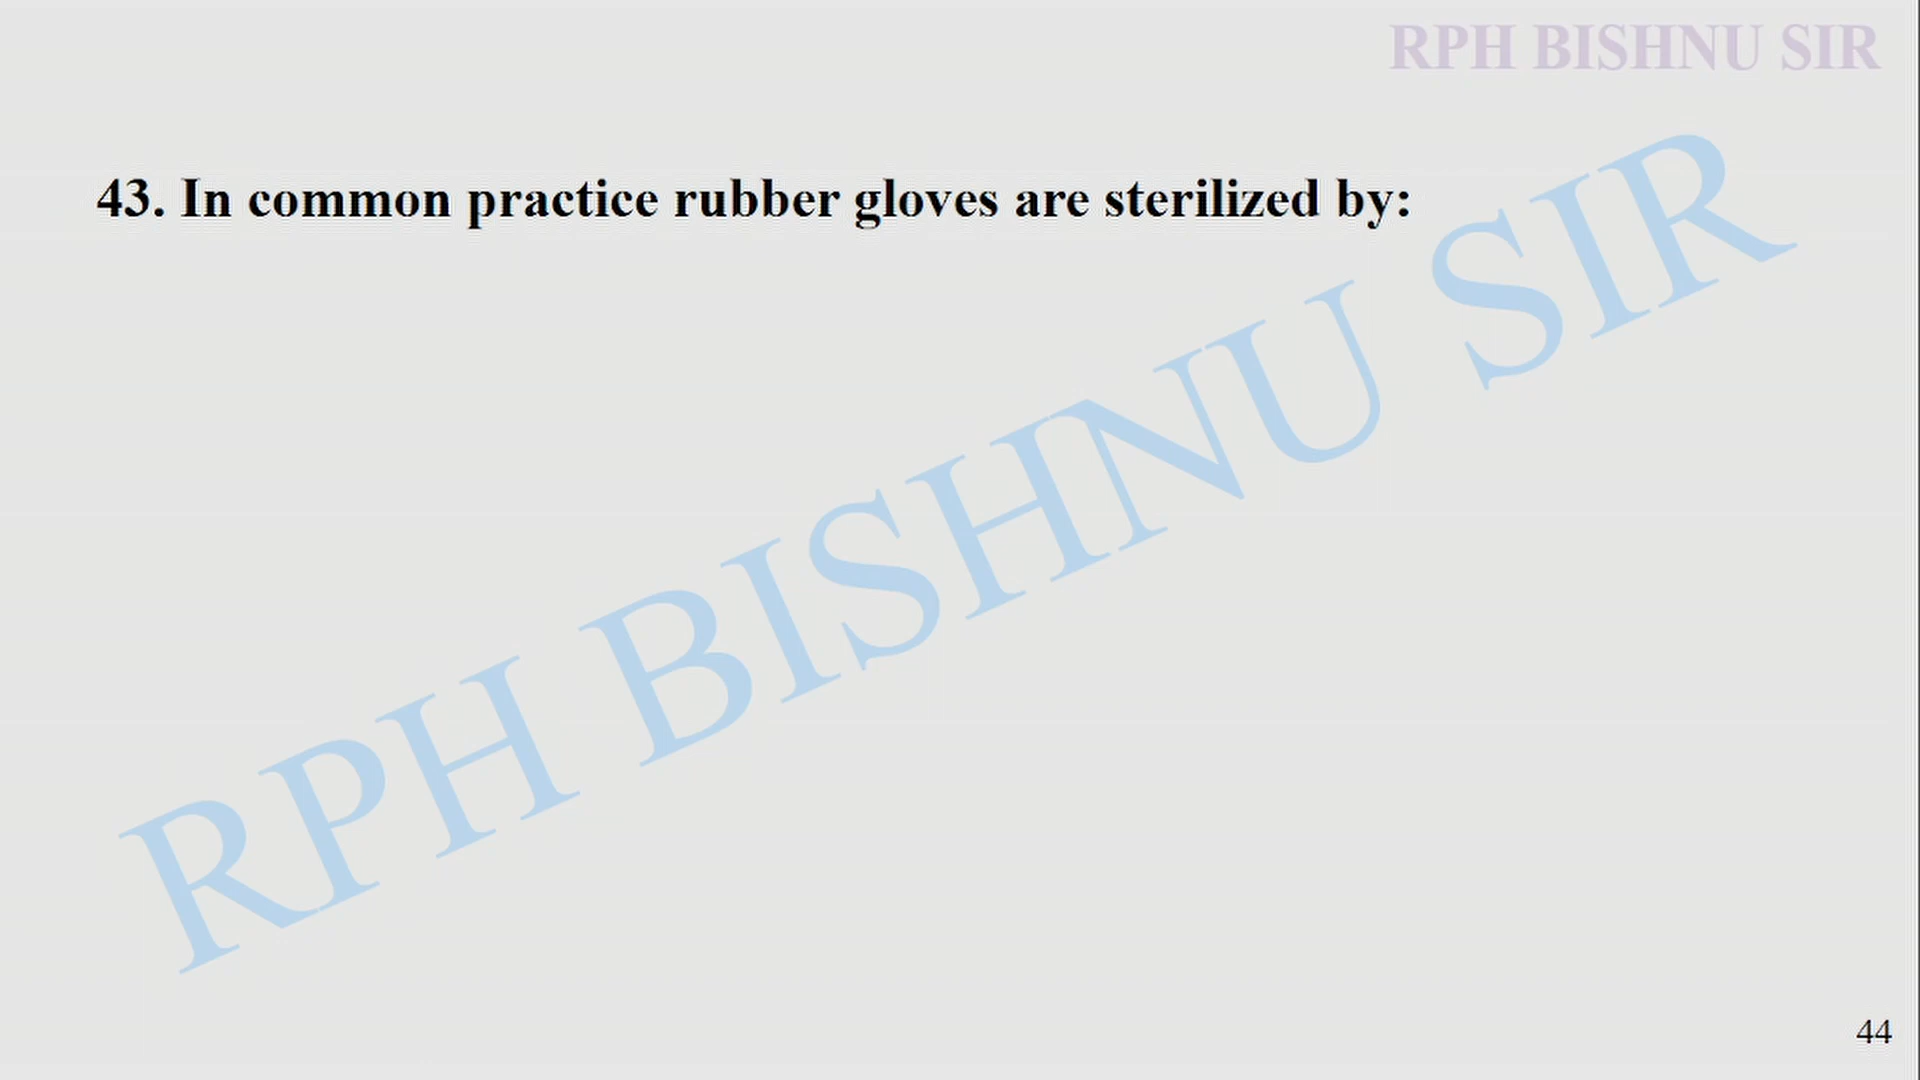 RPH BISHNU SIR
43. In common practice rubber gloves are sterilized by:
RPH BISHNU SIR
44